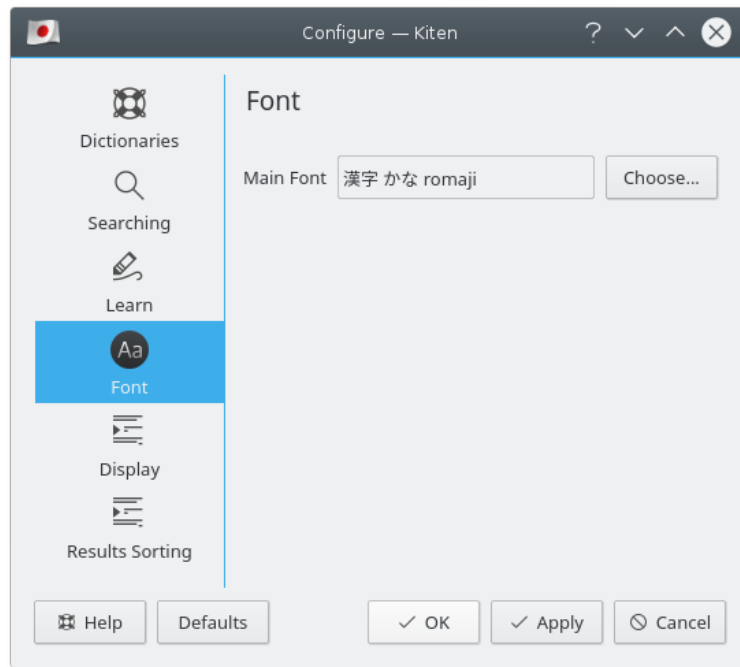 Configure — Kiten
Dictionaries
Searching
Learn
Aa
Font
Display
Results Sorting
Font
Main Font 漢字 かな romaji Choose...
Help Defaults OK Apply Cancel